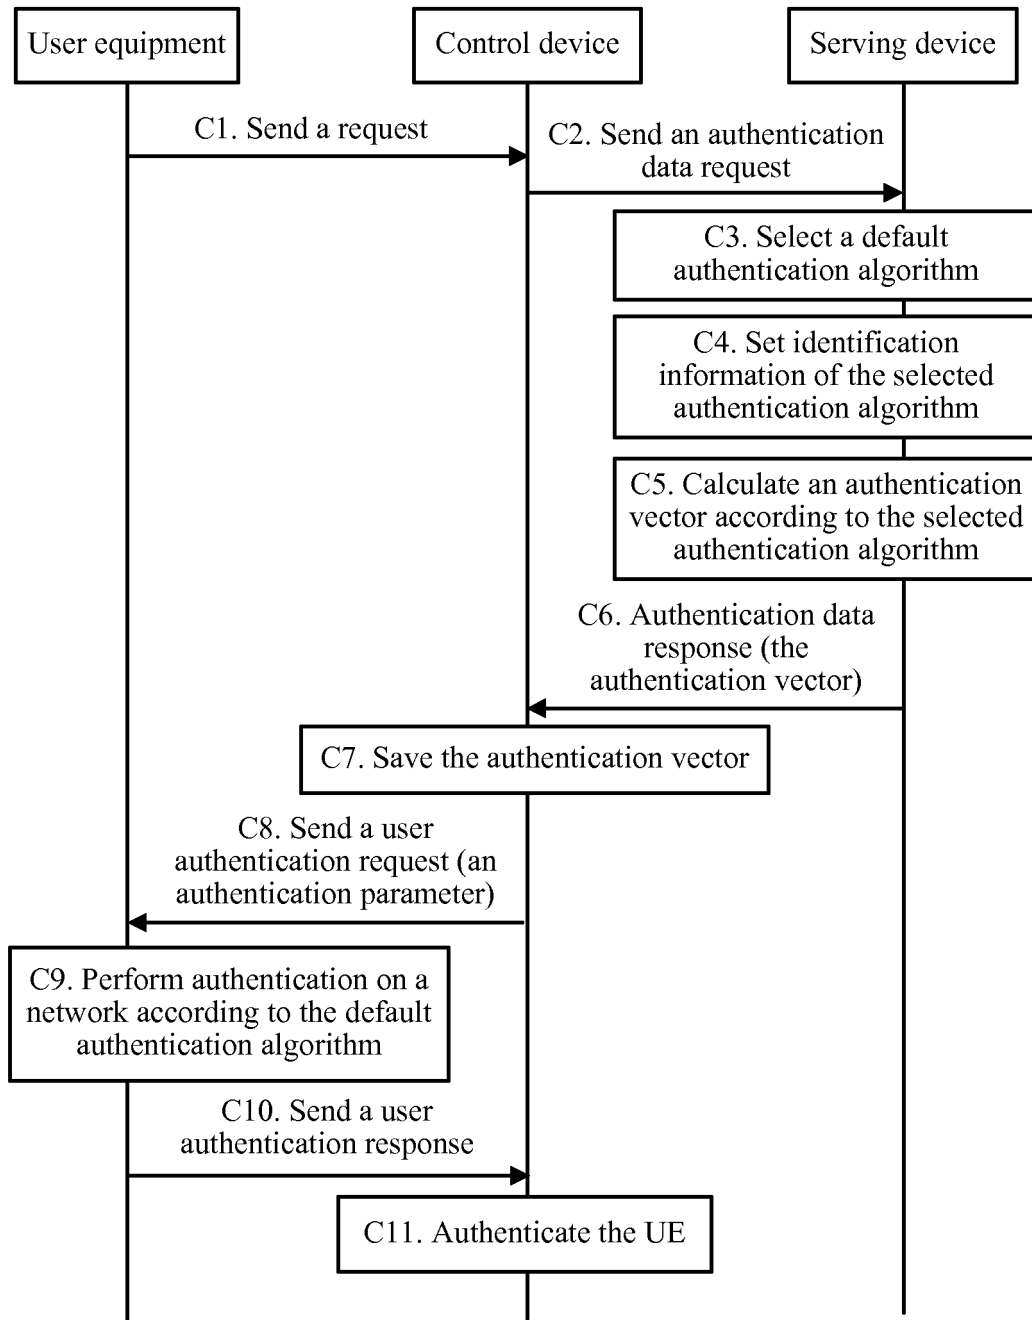 User equipment
Control device
Serving device
C1. Send a request
C2. Send an authentication
data request
C3. Select a default
authentication algorithm
C4. Set identification
information of the selected
authentication algorithm
C5. Calculate an authentication
vector according to the selected
authentication algorithm
C6. Authentication data
response (the
authentication vector)
C7. Save the authentication vector
C8. Send a user
authentication request (an
authentication parameter)
C9. Perform authentication on a
network according to the default
authentication algorithm
C10. Send a user
authentication response
C11. Authenticate the UE